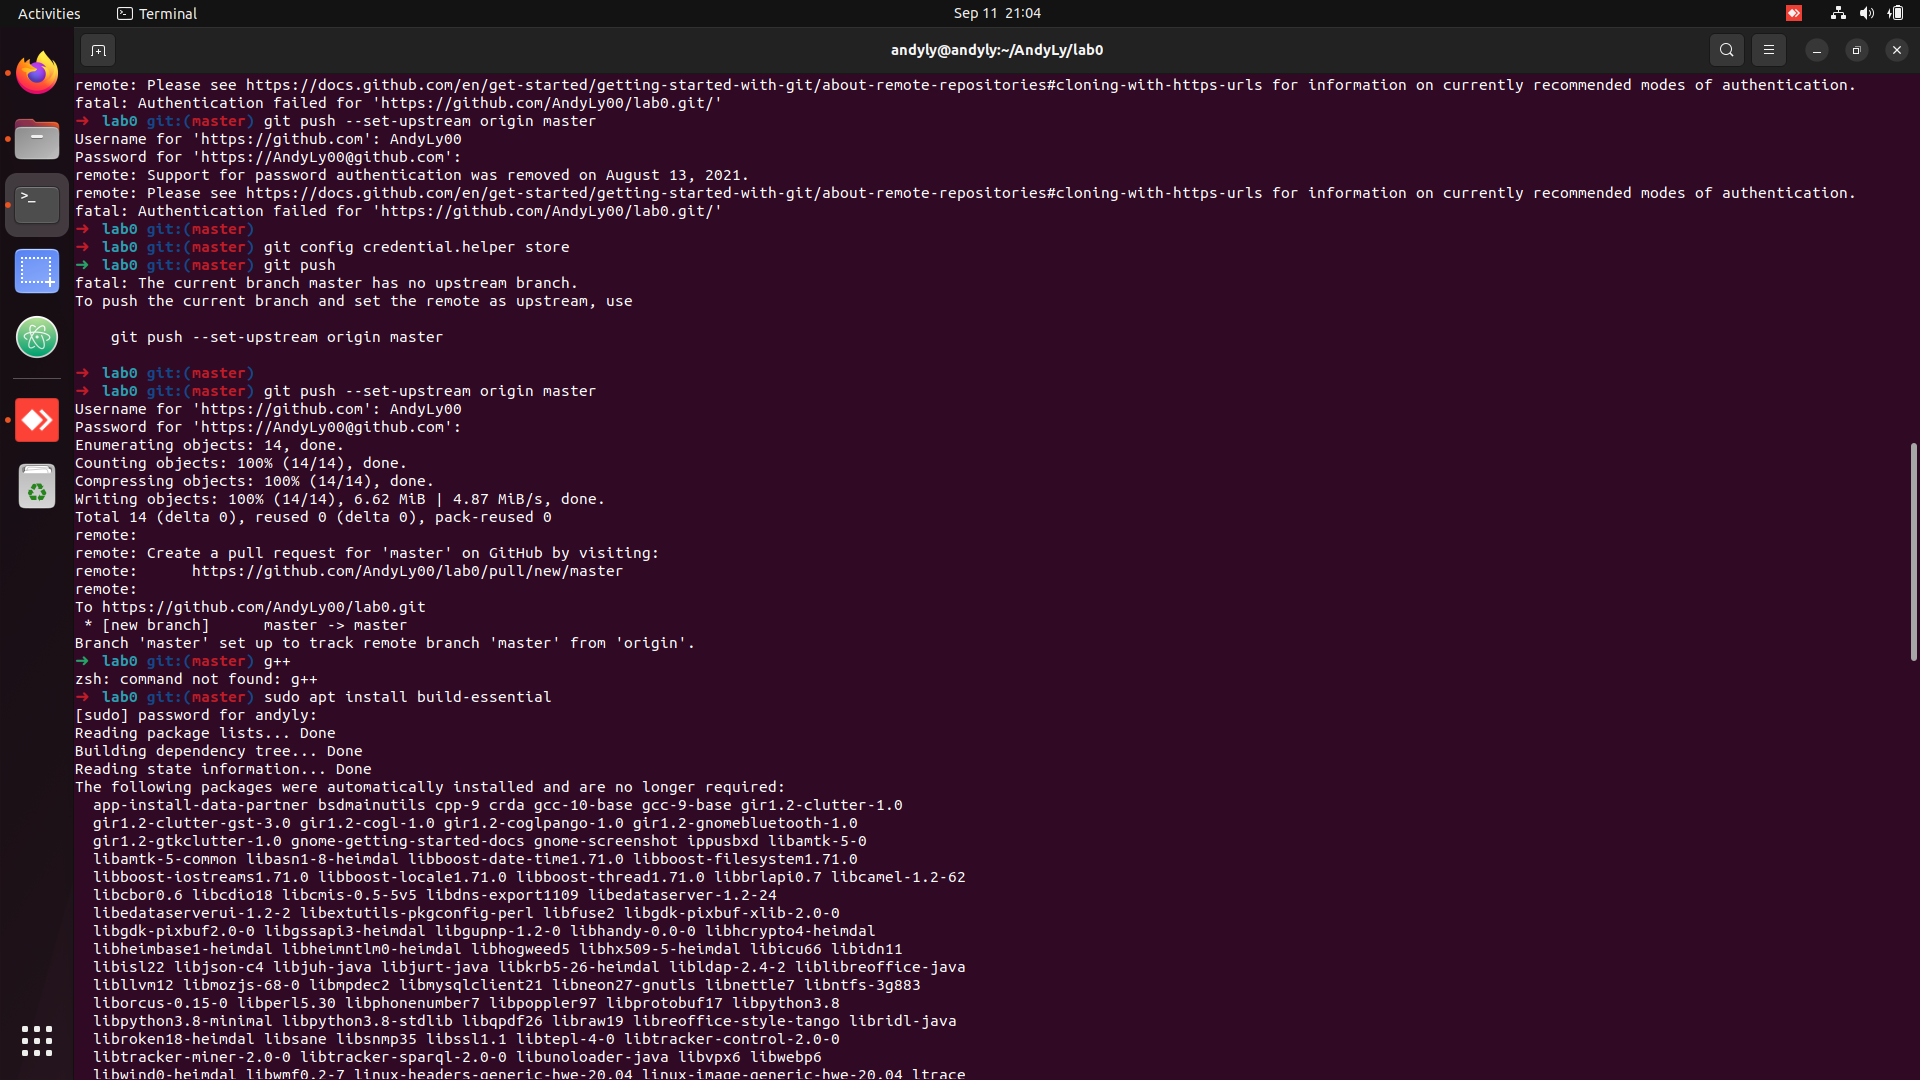 Activities
Terminal
Sep 11 21:04
andyly@andyly:~/AndyLy/lab0
remote: Please see https://docs.github.com/en/get-started/getting-started-with-git/about-remote-repositories#cloning-with-https-urls for information on currently recommended modes of authentication.
fatal: Authentication failed for 'https://github.com/AndyLy00/lab0.git/'
→ lab0 git:(master) git push --set-upstream origin master
Username for 'https://github.com': AndyLy00
Password for 'https://AndyLy00@github.com':
remote: Support for password authentication was removed on August 13, 2021.
remote: Please see https://docs.github.com/en/get-started/getting-started-with-git/about-remote-repositories#cloning-with-https-urls for information on currently recommended modes of authentication.
fatal: Authentication failed for 'https://github.com/AndyLy00/lab0.git/'
→ lab0 git:(master)
→ lab0 git:(master) git config credential.helper store
→ lab0 git:(master) git push
fatal: The current branch master has no upstream branch.
To push the current branch and set the remote as upstream, use
git push --set-upstream origin master
→ lab0 git:(master)
→ lab0 git:(master) git push --set-upstream origin master
Username for 'https://github.com': AndyLy00
Password for 'https://AndyLy00@github.com':
Enumerating objects: 14, done.
Counting objects: 100% (14/14), done.
Compressing objects: 100% (14/14), done.
Writing objects: 100% (14/14), 6.62 MiB | 4.87 MiB/s, done.
Total 14 (delta 0), reused 0 (delta 0), pack-reused 0
remote:
remote: Create a pull request for 'master' on GitHub by visiting:
remote:      https://github.com/AndyLy00/lab0/pull/new/master
remote:
To https://github.com/AndyLy00/lab0.git
* [new branch]      master -> master
Branch 'master' set up to track remote branch 'master' from 'origin'.
→ lab0 git:(master) g++
zsh: command not found: g++
→ lab0 git:(master) sudo apt install build-essential
[sudo] password for andyly:
Reading package lists... Done
Building dependency tree... Done
Reading state information... Done
The following packages were automatically installed and are no longer required:
app-install-data-partner bsdmainutils cpp-9 crda gcc-10-base gcc-9-base gir1.2-clutter-1.0
gir1.2-clutter-gst-3.0 gir1.2-cogl-1.0 gir1.2-coglpango-1.0 gir1.2-gnomebluetooth-1.0
gir1.2-gtkclutter-1.0 gnome-getting-started-docs gnome-screenshot ippusbxd libamtk-5-0
libamtk-5-common libasn1-8-heimdal libboost-date-time1.71.0 libboost-filesystem1.71.0
libboost-iostreams1.71.0 libboost-locale1.71.0 libboost-thread1.71.0 libbrlapi0.7 libcamel-1.2-62
libcbor0.6 libcdio18 libcmis-0.5-5v5 libdns-export1109 libedataserver-1.2-24
libedataserverui-1.2-2 libextutils-pkgconfig-perl libfuse2 libgdk-pixbuf-xlib-2.0-0
libgdk-pixbuf2.0-0 libgssapi3-heimdal libgupnp-1.2-0 libhandy-0.0-0 libhcrypto4-heimdal
libheimbase1-heimdal libheimntlm0-heimdal libhogweed5 libhx509-5-heimdal libicu66 libidn11
libisl22 libjson-c4 libjuh-java libjurt-java libkrb5-26-heimdal libldap-2.4-2 liblibreoffice-java
libllvm12 libmozjs-68-0 libmpdec2 libmysqlclient21 libneon27-gnutls libnettle7 libntfs-3g883
liborcus-0.15-0 libperl5.30 libphonenumber7 libpoppler97 libprotobuf17 libpython3.8
libpython3.8-minimal libpython3.8-stdlib libqpdf26 libraw19 libreoffice-style-tango libridl-java
libroken18-heimdal libsane libsnmp35 libssl1.1 libtepl-4-0 libtracker-control-2.0-0
libtracker-miner-2.0-0 libtracker-sparql-2.0-0 libunoloader-java libvpx6 libwebp6
libwind0-heimdal libwmf0.2-7 linux-headers-generic-hwe-20.04 linux-image-generic-hwe-20.04 ltrace